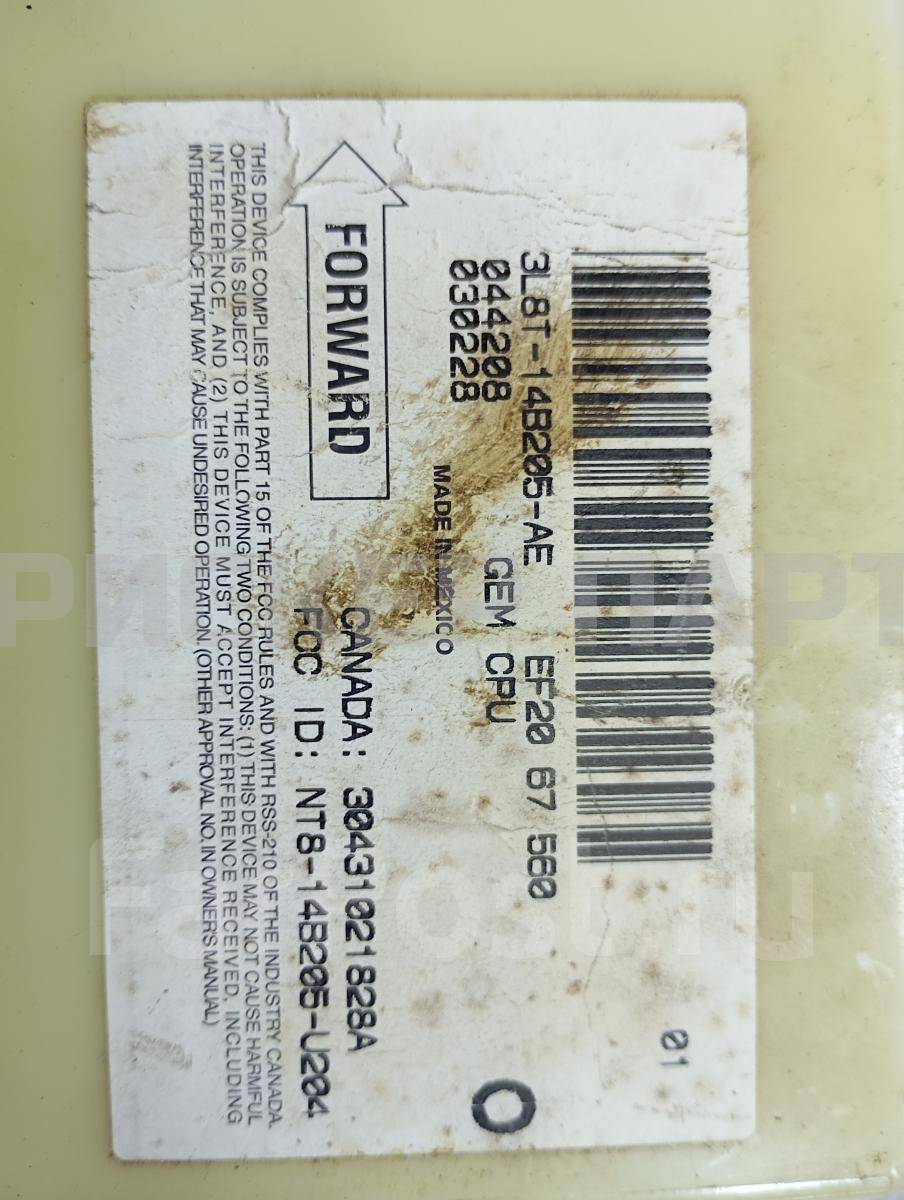 01
3L8T-14B205-AE EF20 67 560
044208 GEM CPU
030228
MADE IN MEXICO
O
FORWARD
CANADA: 30431021828A
FCC ID: NT8-14B205-U204
THIS DEVICE COMPLIES WITH PART 15 OF THE FCC RULES AND WITH RSS-210 OF THE INDUSTRY CANADA.
OPERATION IS SUBJECT TO THE FOLLOWING TWO CONDITIONS: (1) THIS DEVICE MAY NOT CAUSE HARMFUL
INTERFERENCE, AND (2) THIS DEVICE MUST ACCEPT INTERFERENCE RECEIVED, INCLUDING
INTERFERENCE THAT MAY CAUSE UNDESIRED OPERATION. (OTHER APPROVAL NO. IN OWNER'S MANUAL)